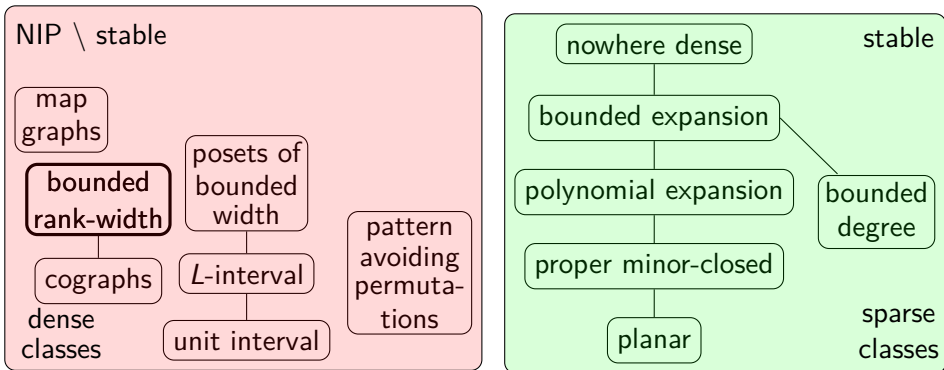 NIP \ stable
map
graphs
bounded
rank-width
cographs
dense
classes
posets of
bounded
width
L-interval
unit interval
pattern
avoiding
permuta-
tions
nowhere dense
stable
bounded expansion
polynomial expansion
bounded
degree
proper minor-closed
planar
sparse
classes